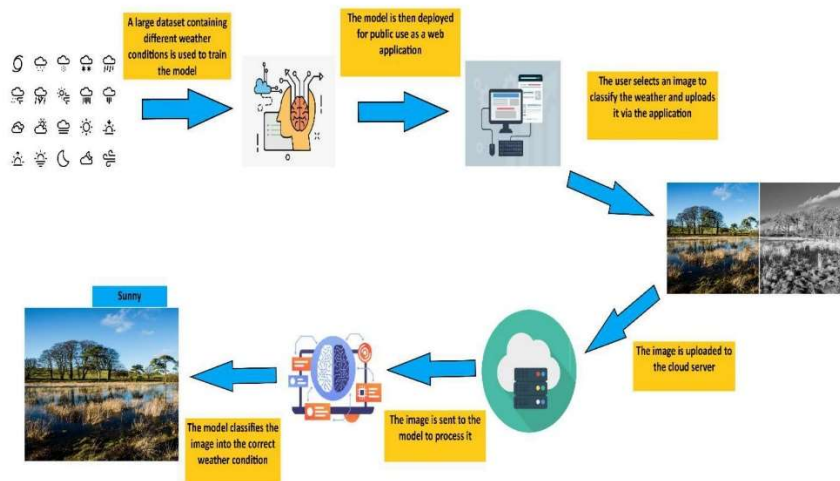 A large dataset containing
different weather
conditions is used to train
the model
The model is then deployed
for public use as a web
application
The user selects an image to
classify the weather and uploads
it via the application
The image is uploaded to
the cloud server
The image is sent to the
model to process it
The model classifies the
image into the correct
weather condition
Sunny